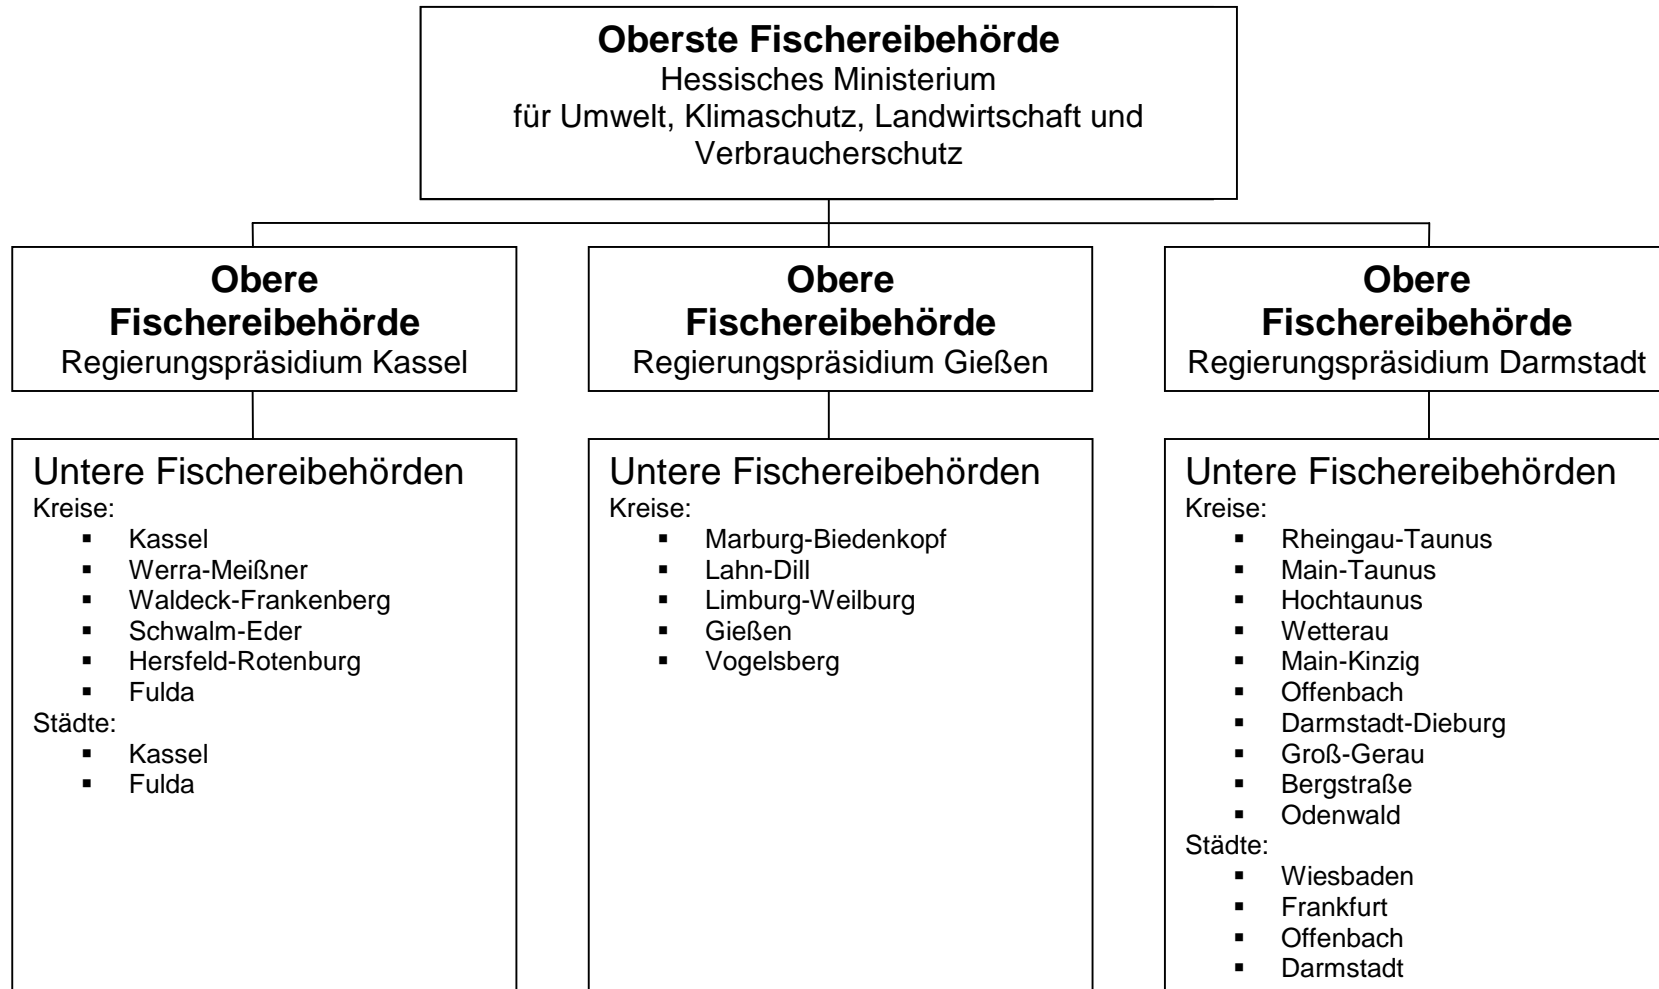 Oberste Fischereibehörde
Hessisches Ministerium
für Umwelt, Klimaschutz, Landwirtschaft und
Verbraucherschutz
Obere
Fischereibehörde
Regierungspräsidium Kassel
Obere
Fischereibehörde
Regierungspräsidium Gießen
Obere
Fischereibehörde
Regierungspräsidium Darmstadt
Untere Fischereibehörden
Kreise:
▪ Kassel
▪ Werra-Meißner
▪ Waldeck-Frankenberg
▪ Schwalm-Eder
▪ Hersfeld-Rotenburg
▪ Fulda
Städte:
▪ Kassel
▪ Fulda
Untere Fischereibehörden
Kreise:
▪ Marburg-Biedenkopf
▪ Lahn-Dill
▪ Limburg-Weilburg
▪ Gießen
▪ Vogelsberg
Untere Fischereibehörden
Kreise:
▪ Rheingau-Taunus
▪ Main-Taunus
▪ Hochtaunus
▪ Wetterau
▪ Main-Kinzig
▪ Offenbach
▪ Darmstadt-Dieburg
▪ Groß-Gerau
▪ Bergstraße
▪ Odenwald
Städte:
▪ Wiesbaden
▪ Frankfurt
▪ Offenbach
▪ Darmstadt